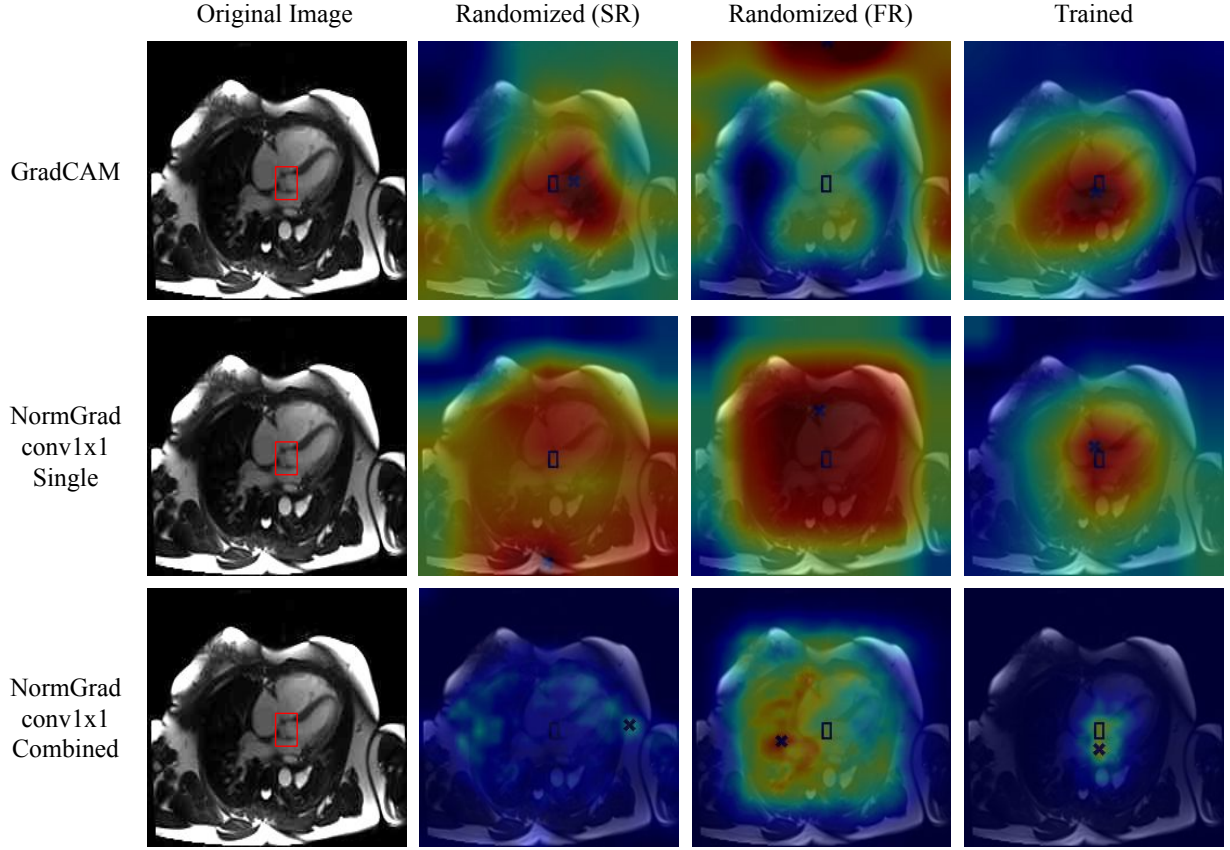 Original Image
Randomized (SR)
Randomized (FR)
Trained
GradCAM
NormGrad
conv1x1
Single
NormGrad
conv1x1
Combined